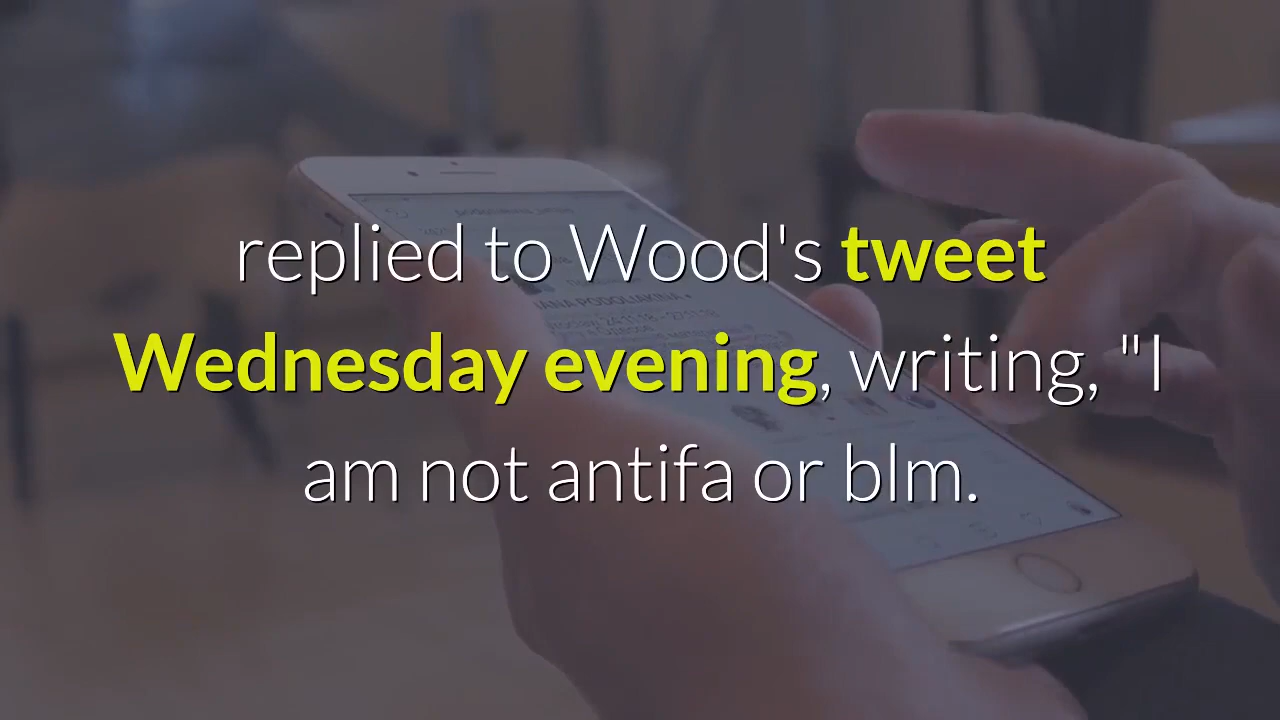 replied to Wood's tweet
Wednesday evening, writing, "I
am not antifa or blm.